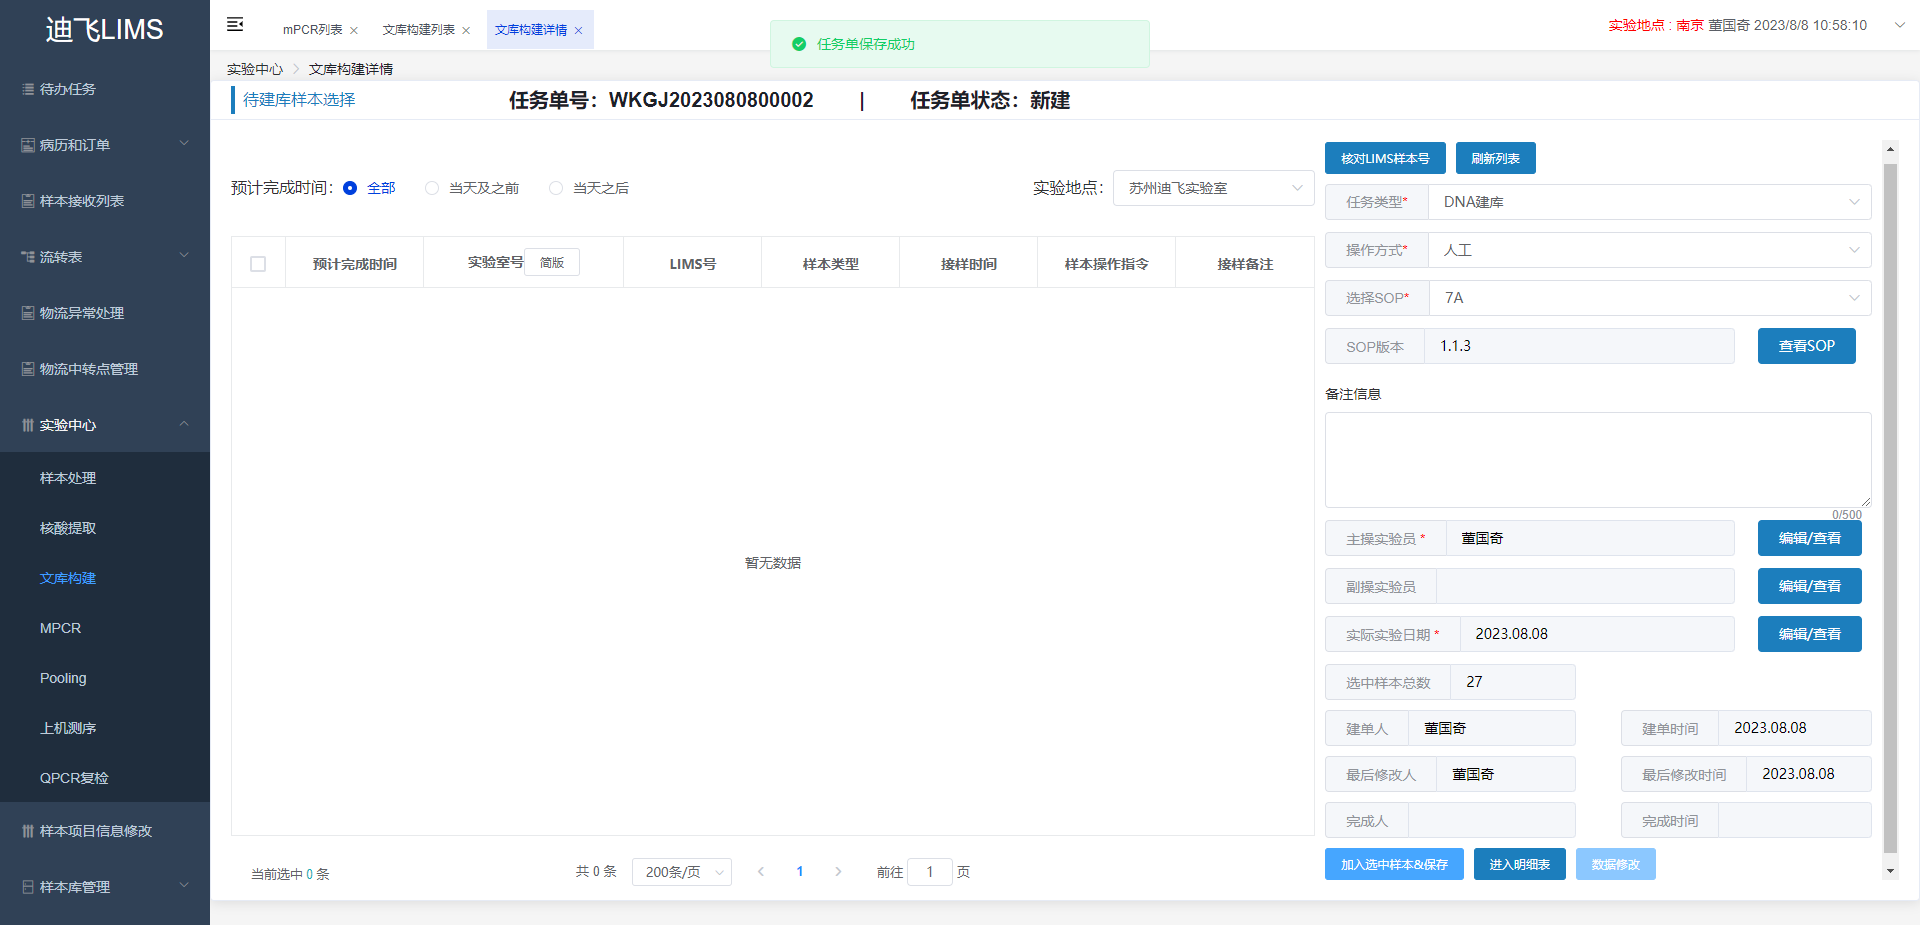 迪飞LIMS
待办任务
病历和订单
样本接收列表
流转表
物流异常处理
物流中转点管理
实验中心
样本处理
核酸提取
文库构建
MPCR
Pooling
上机测序
QPCR复检
样本项目信息修改
样本库管理
mPCR列表
文库构建列表
文库构建详情
任务单保存成功
实验地点 : 南京 董国奇 2023/8/8 10:58:10
实验中心 > 文库构建详情
待建库样本选择
任务单号：WKGJ2023080800002 | 任务单状态：新建
预计完成时间： 全部 当天及之前 当天之后
实验地点： 苏州迪飞实验室
预计完成时间 实验室号 简版 LIMS号 样本类型 接样时间 样本操作指令 接样备注
暂无数据
当前选中 0 条
共 0 条 200条/页 1 前往 1 页
核对LIMS样本号 刷新列表
任务类型* DNA建库
操作方式* 人工
选择SOP* 7A
SOP版本 1.1.3 查看SOP
备注信息
0/500
主操实验员 * 董国奇 编辑/查看
副操实验员 编辑/查看
实际实验日期 * 2023.08.08 编辑/查看
选中样本总数 27
建单人 董国奇 建单时间 2023.08.08
最后修改人 董国奇 最后修改时间 2023.08.08
完成人 完成时间
加入选中样本&保存 进入明细表 数据修改